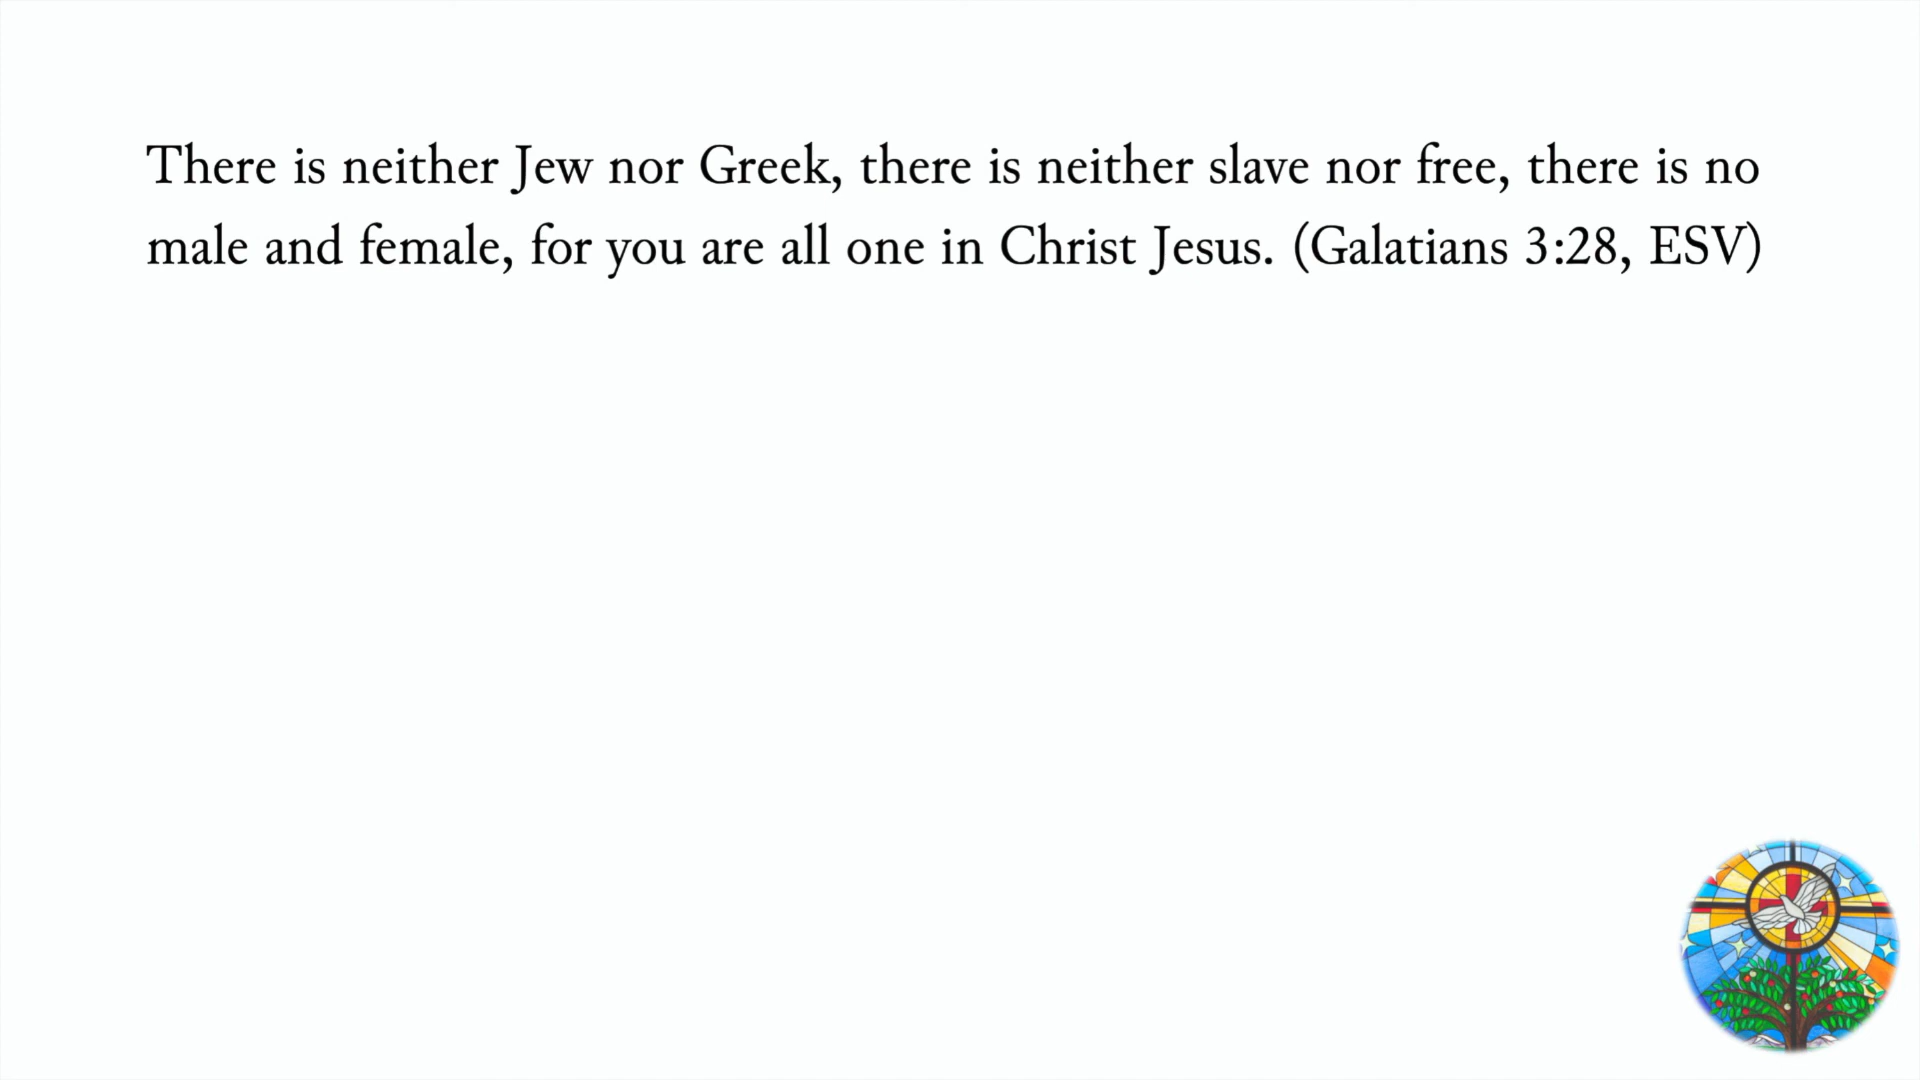 There is neither Jew nor Greek, there is neither slave nor free, there is no
male and female, for you are all one in Christ Jesus. (Galatians 3:28, ESV)